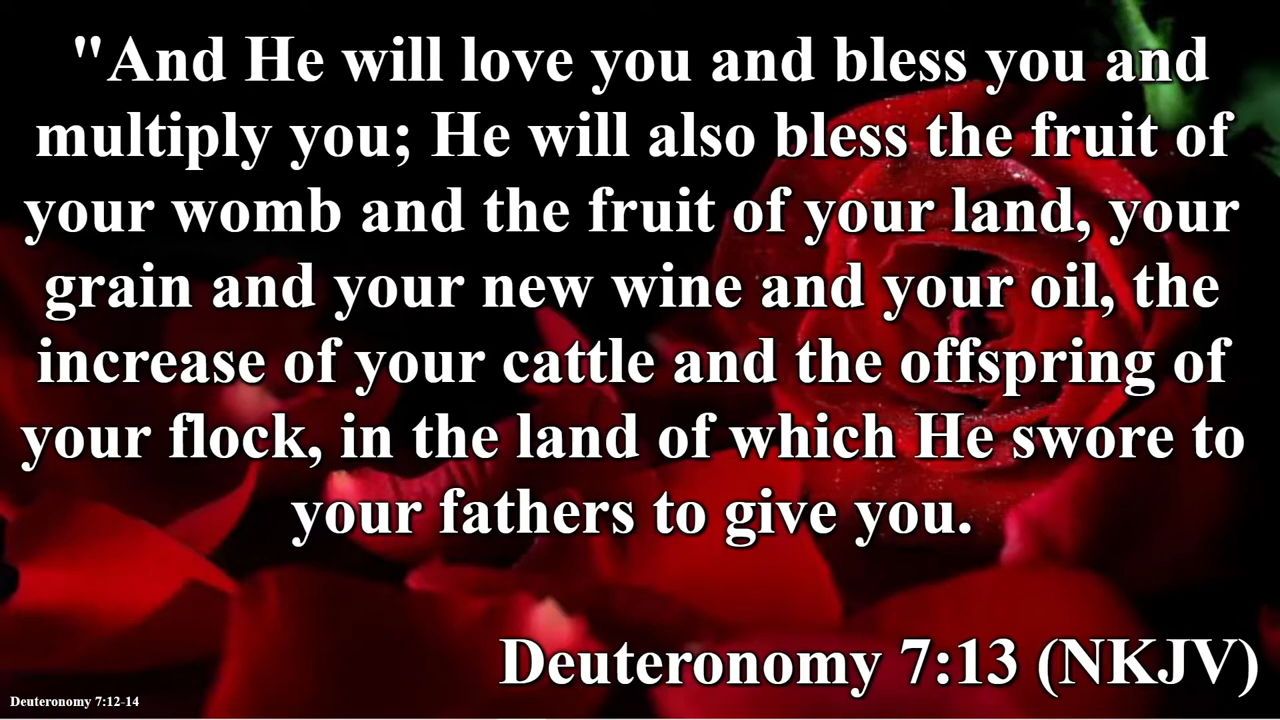 "And He will love you and bless you and
multiply you; He will also bless the fruit of
your womb and the fruit of your land, your
grain and your new wine and your oil, the
increase of your cattle and the offspring of
your flock, in the land of which He swore to
your fathers to give you.
Deuteronomy 7:13 (NKJV)
Deuteronomy 7:12-14